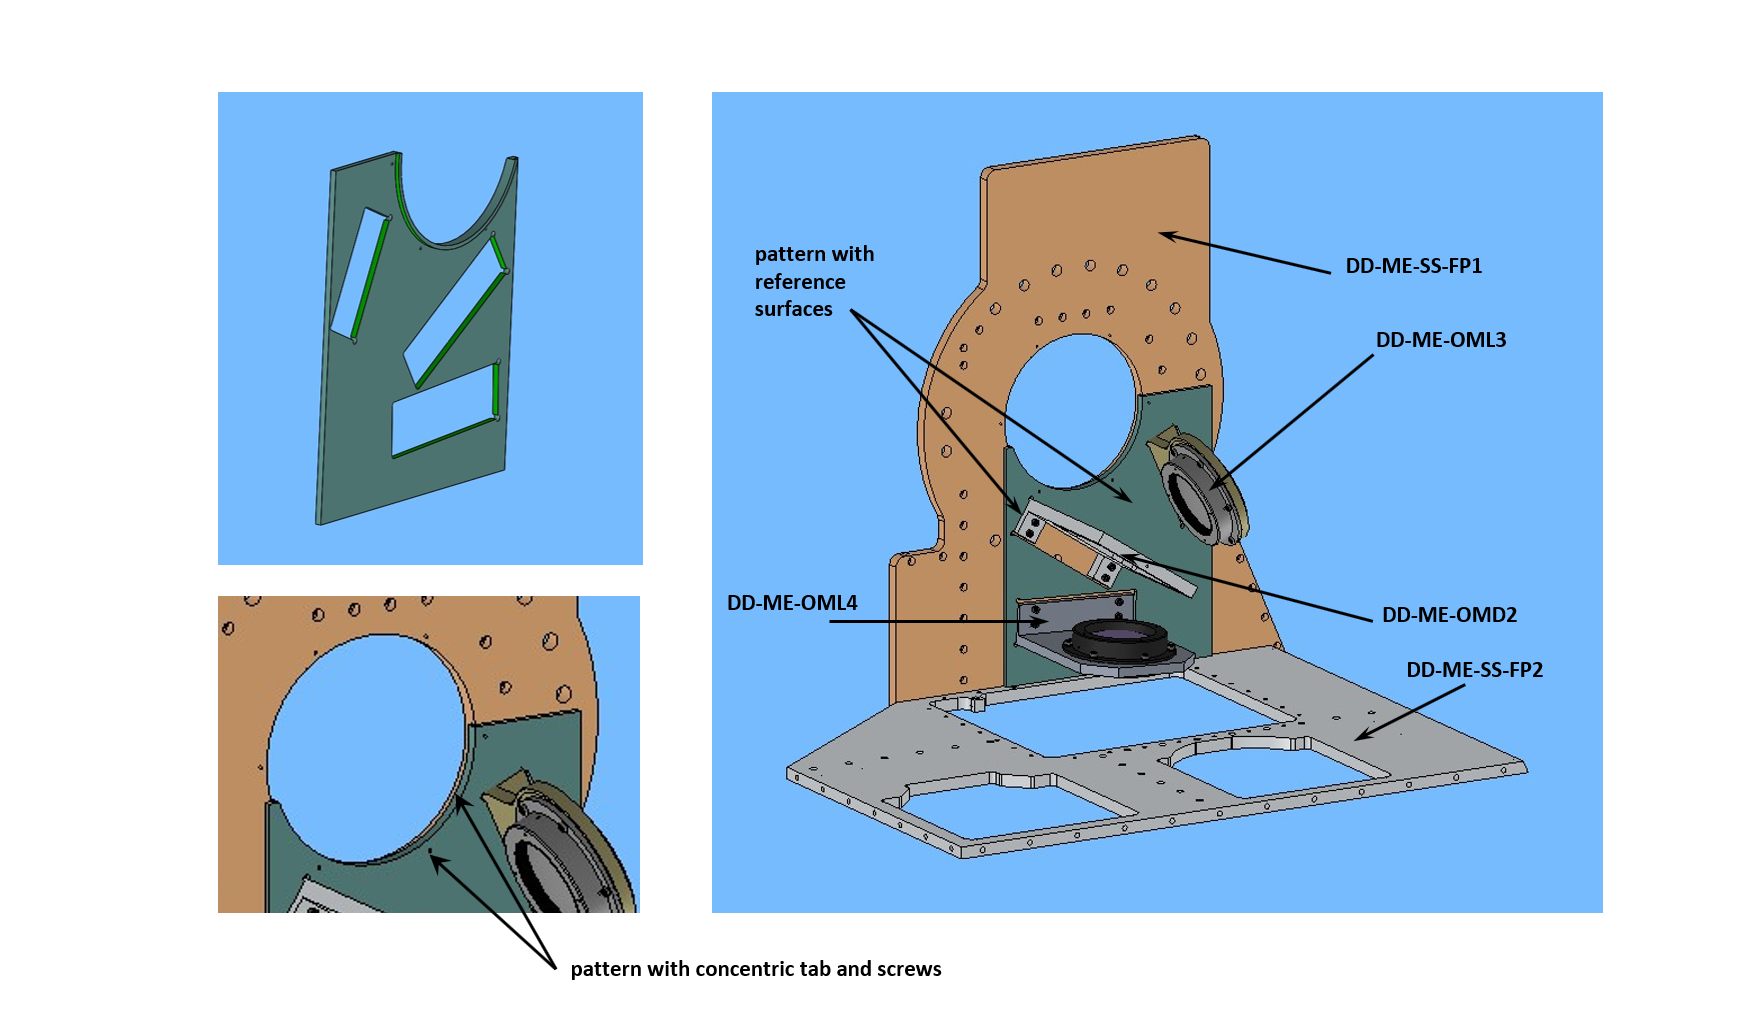 pattern with
reference
surfaces
DD-ME-SS-FP1
DD-ME-OML3
DD-ME-OML4
DD-ME-OMD2
DD-ME-SS-FP2
pattern with concentric tab and screws